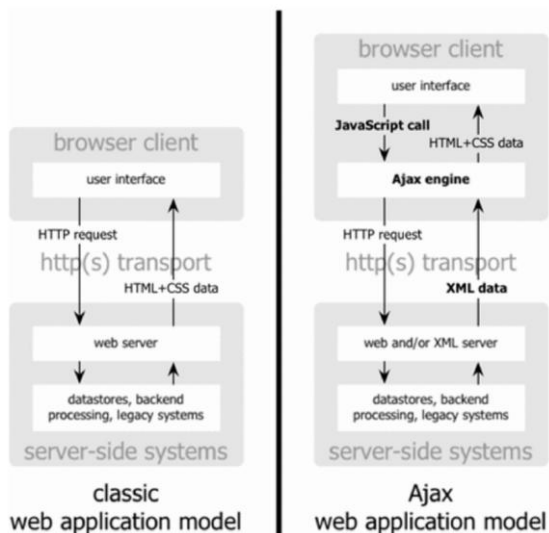 browser client
user interface
HTTP request
http(s) transport
HTML+CSS data
web server
datastores, backend
processing, legacy systems
server-side systems
classic
web application model
browser client
user interface
JavaScript call
HTML+CSS data
Ajax engine
HTTP request
http(s) transport
XML data
web and/or XML server
datastores, backend
processing, legacy systems
server-side systems
Ajax
web application model